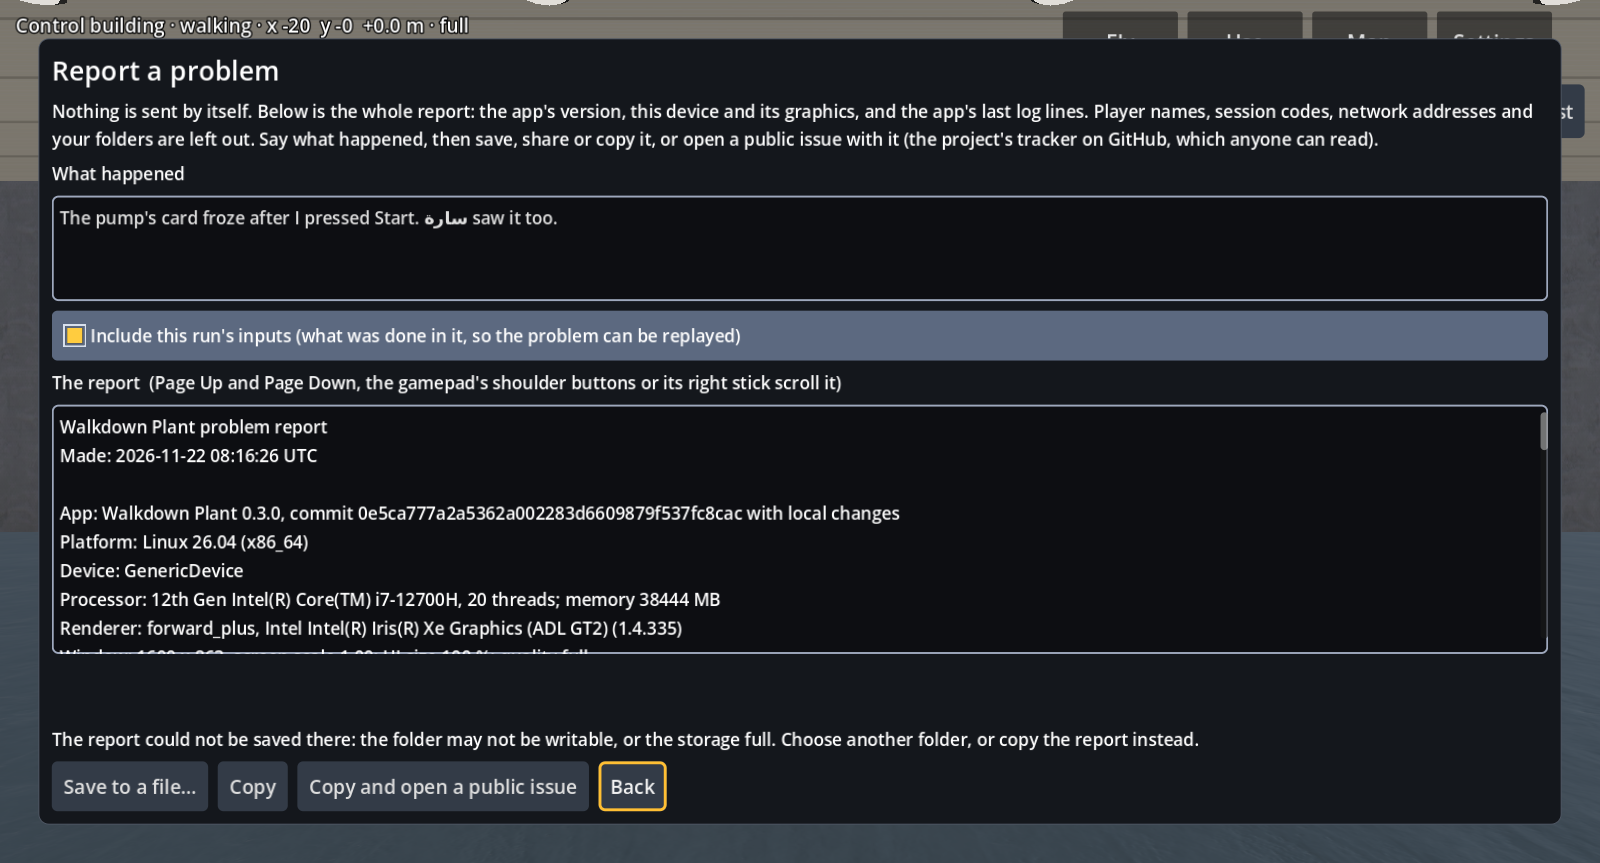 Control building · walking · x -20 y -0 +0.0 m · full
Report a problem
Nothing is sent by itself. Below is the whole report: the app's version, this device and its graphics, and the app's last log lines. Player names, session codes, network addresses and
your folders are left out. Say what happened, then save, share or copy it, or open a public issue with it (the project's tracker on GitHub, which anyone can read).
st
What happened
The pump's card froze after I pressed Start. سارة saw it too.
Include this run's inputs (what was done in it, so the problem can be replayed)
The report (Page Up and Page Down, the gamepad's shoulder buttons or its right stick scroll it)
Walkdown Plant problem report
Made: 2026-11-22 08:16:26 UTC
App: Walkdown Plant 0.3.0, commit 0e5ca777a2a5362a002283d6609879f537fc8cac with local changes
Platform: Linux 26.04 (x86_64)
Device: GenericDevice
Processor: 12th Gen Intel(R) Core(TM) i7-12700H, 20 threads; memory 38444 MB
Renderer: forward_plus, Intel Intel(R) Iris(R) Xe Graphics (ADL GT2) (1.4.335)
The report could not be saved there: the folder may not be writable, or the storage full. Choose another folder, or copy the report instead.
Save to a file...
Copy
Copy and open a public issue
Back